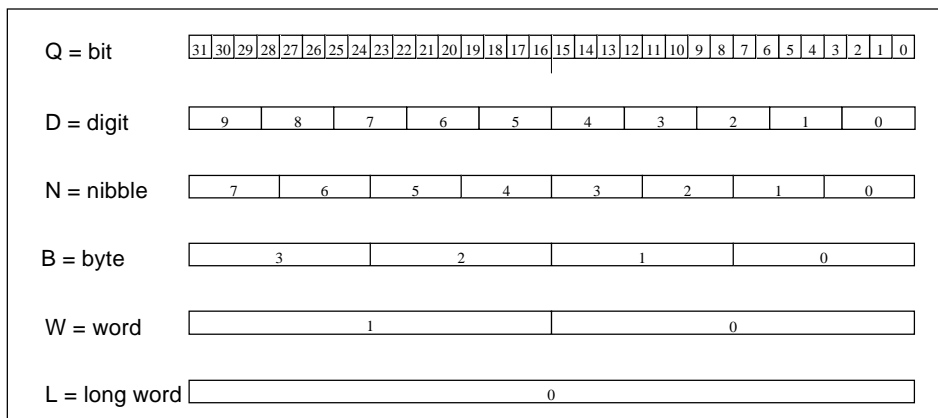 Q = bit 31 30 29 28 27 26 25 24 23 22 21 20 19 18 17 16 15 14 13 12 11 10 9 8 7 6 5 4 3 2 1 0
D = digit 9 8 7 6 5 4 3 2 1 0
N = nibble 7 6 5 4 3 2 1 0
B = byte 3 2 1 0
W = word 1 0
L = long word 0